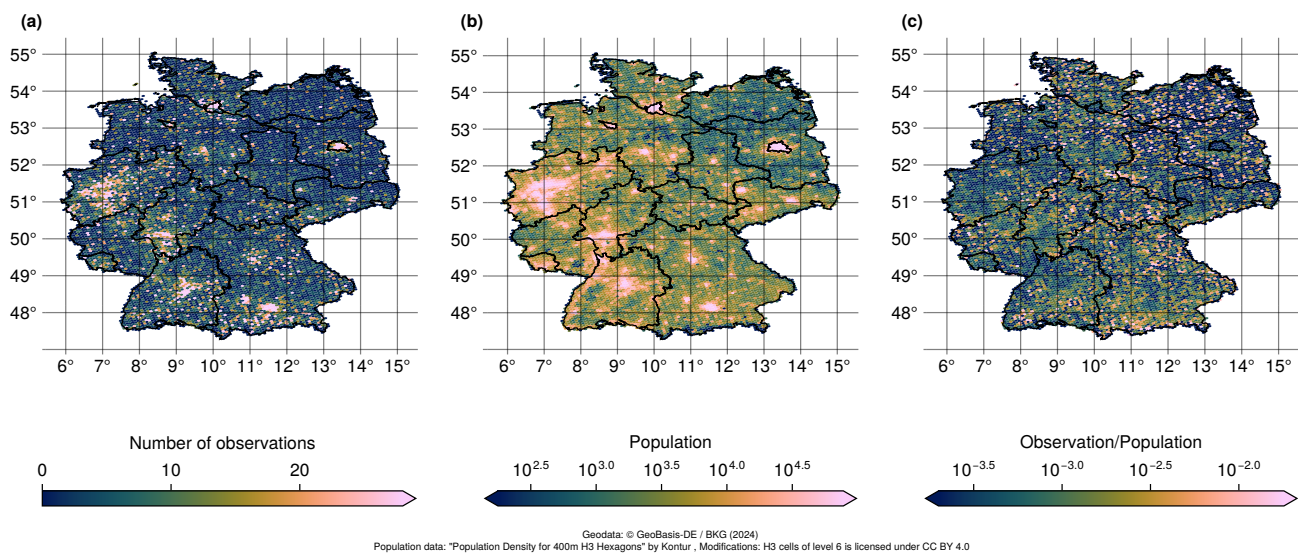 (a)
(b)
(c)
55°
54°
53°
52°
51°
50°
49°
48°
6° 7° 8° 9° 10° 11° 12° 13° 14° 15°
55°
54°
53°
52°
51°
50°
49°
48°
6° 7° 8° 9° 10° 11° 12° 13° 14° 15°
55°
54°
53°
52°
51°
50°
49°
48°
6° 7° 8° 9° 10° 11° 12° 13° 14° 15°
Number of observations
0 10 20
Population
10^2.5 10^3.0 10^3.5 10^4.0 10^4.5
Observation/Population
10^−3.5 10^−3.0 10^−2.5 10^−2.0
Geodata: © GeoBasis-DE / BKG (2024)
Population data: "Population Density for 400m H3 Hexagons" by Kontur , Modifications: H3 cells of level 6 is licensed under CC BY 4.0